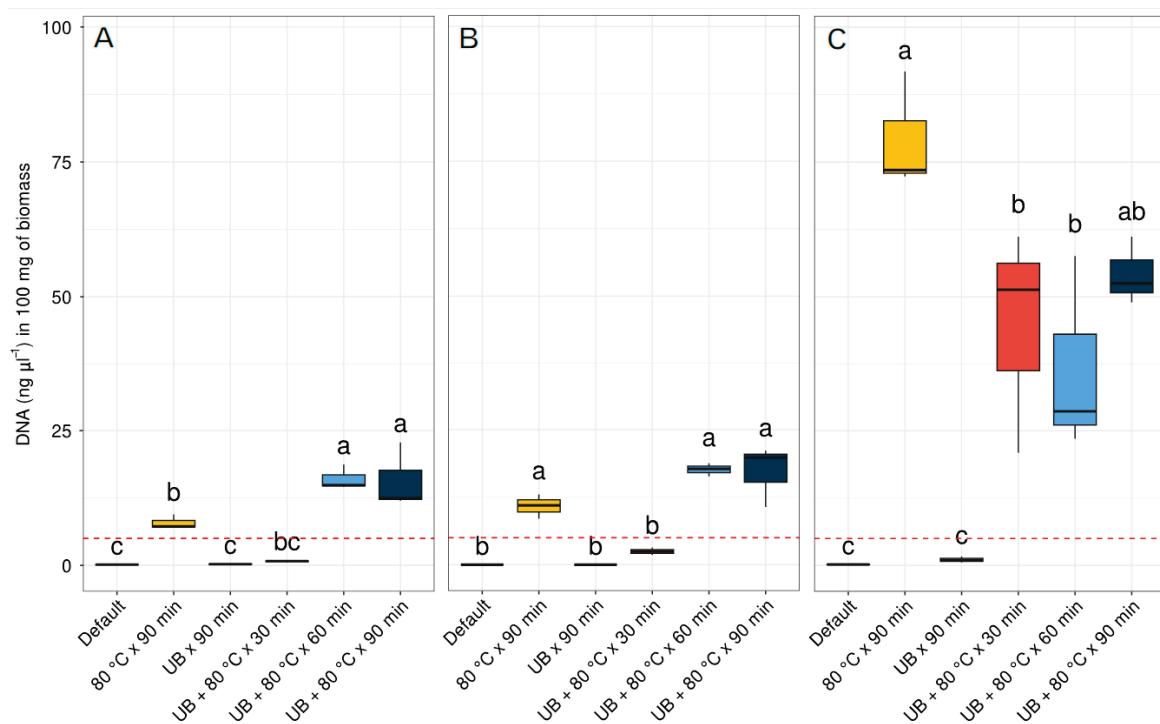 DNA (ng µl⁻¹) in 100 mg of biomass
100
75
50
25
0
A
c
b
c
bc
a
a
Default
80 °C x 90 min
UB x 90 min
UB + 80 °C x 30 min
UB + 80 °C x 60 min
UB + 80 °C x 90 min
B
b
a
b
b
a
a
Default
80 °C x 90 min
UB x 90 min
UB + 80 °C x 30 min
UB + 80 °C x 60 min
UB + 80 °C x 90 min
C
c
a
c
b
b
ab
Default
80 °C x 90 min
UB x 90 min
UB + 80 °C x 30 min
UB + 80 °C x 60 min
UB + 80 °C x 90 min